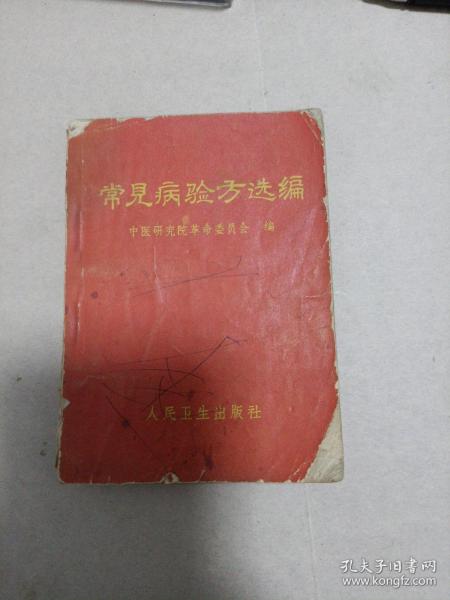 常見病验方选编
中医研究院革命委员会 编
人民卫生出版社
孔夫子旧书网
www.kongfz.com